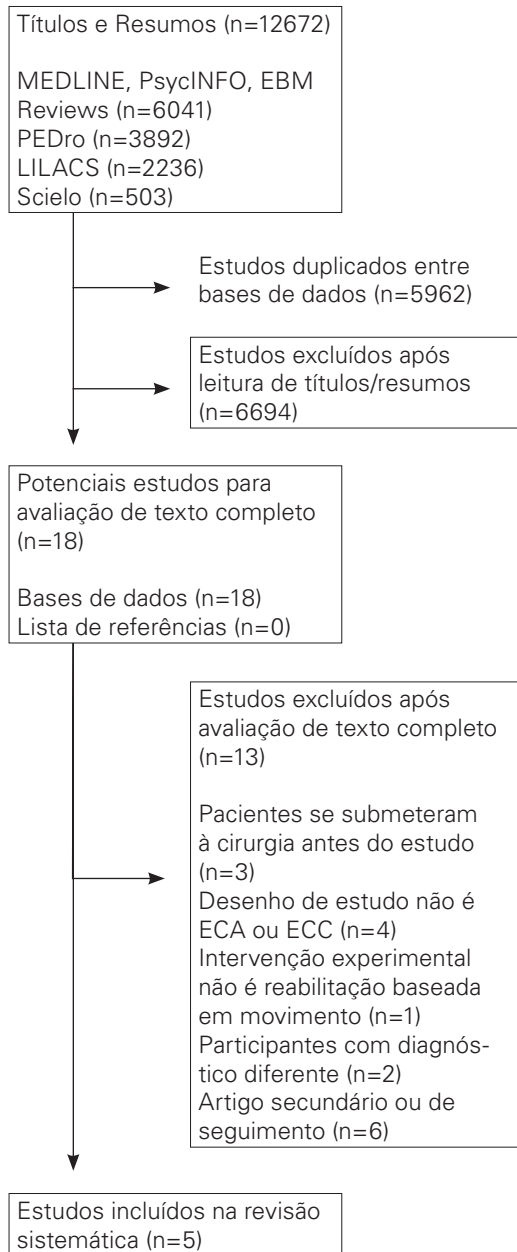 Títulos e Resumos (n=12672)
MEDLINE, PsycINFO, EBM
Reviews (n=6041)
PEDro (n=3892)
LILACS (n=2236)
Scielo (n=503)
Estudos duplicados entre
bases de dados (n=5962)
Estudos excluídos após
leitura de títulos/resumos
(n=6694)
Potenciais estudos para
avaliação de texto completo
(n=18)
Bases de dados (n=18)
Lista de referências (n=0)
Estudos excluídos após
avaliação de texto completo
(n=13)
Pacientes se submeteram
à cirurgia antes do estudo
(n=3)
Desenho de estudo não é
ECA ou ECC (n=4)
Intervenção experimental
não é reabilitação baseada
em movimento (n=1)
Participantes com diagnós-
tico diferente (n=2)
Artigo secundário ou de
seguimento (n=6)
Estudos incluídos na revisão
sistemática (n=5)